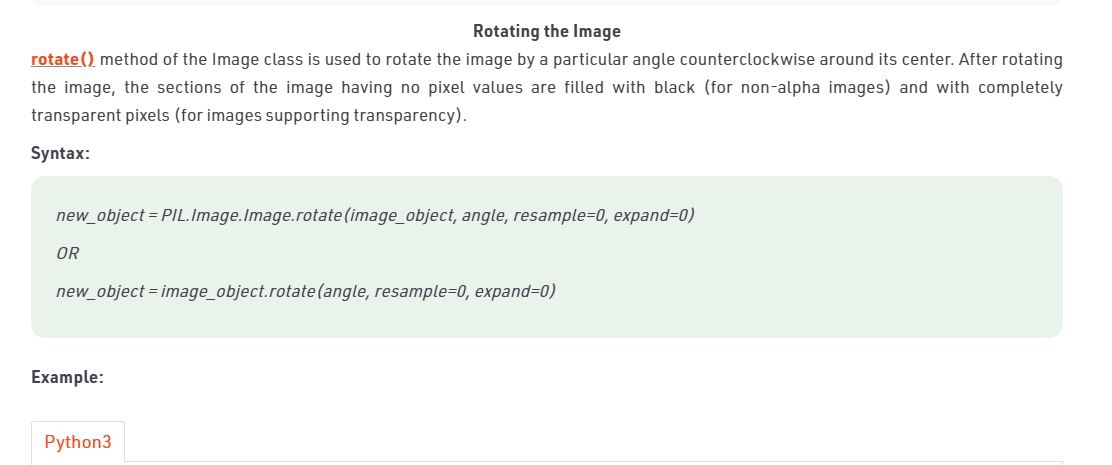 Rotating the Image
rotate() method of the Image class is used to rotate the image by a particular angle counterclockwise around its center. After rotating
the image, the sections of the image having no pixel values are filled with black (for non-alpha images) and with completely
transparent pixels (for images supporting transparency).
Syntax:
new_object = PIL.Image.Image.rotate(image_object, angle, resample=0, expand=0)
OR
new_object = image_object.rotate(angle, resample=0, expand=0)
Example:
Python3